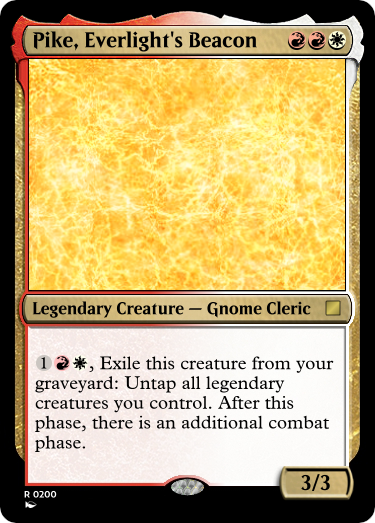 Pike, Everlight's Beacon
Legendary Creature — Gnome Cleric
1, Exile this creature from your
graveyard: Untap all legendary
creatures you control. After this
phase, there is an additional combat
phase.
3/3
R 0200